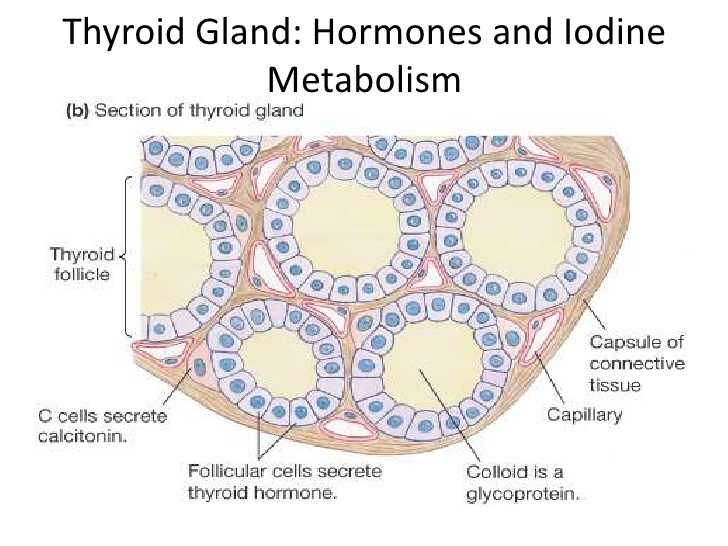 Thyroid Gland: Hormones and Iodine
Metabolism
(b) Section of thyroid gland
Thyroid
follicle
Capsule of
connective
tissue
Capillary
C cells secrete
calcitonin.
Follicular cells secrete
thyroid hormone.
Colloid is a
glycoprotein.